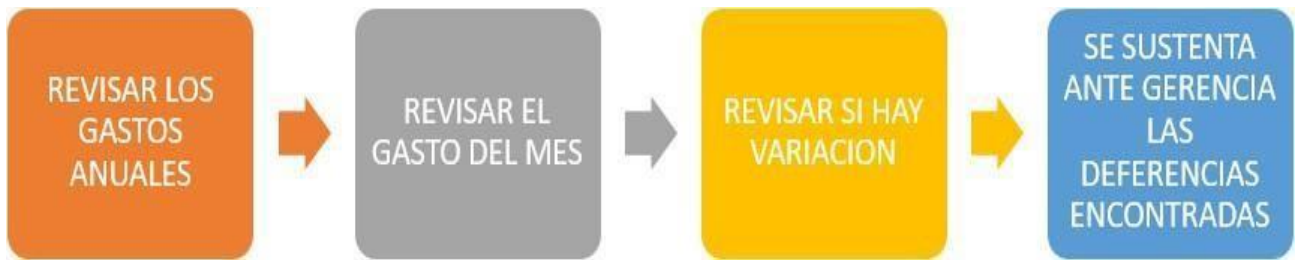 REVISAR LOS
GASTOS
ANUALES
REVISAR EL
GASTO DEL MES
REVISAR SI HAY
VARIACION
SE SUSTENTA
ANTE GERENCIA
LAS
DEFERENCIAS
ENCONTRADAS